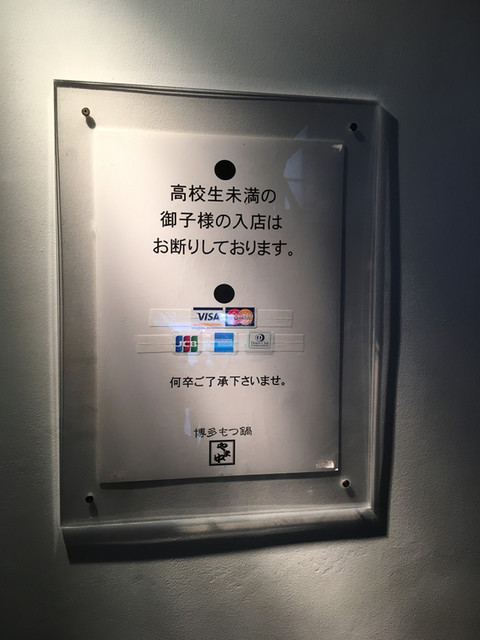 ●
高校生未満の
御子様の入店は
お断りしております。
●
VISA
JCB
何卒ご了承下さいませ。
博多もつ鍋